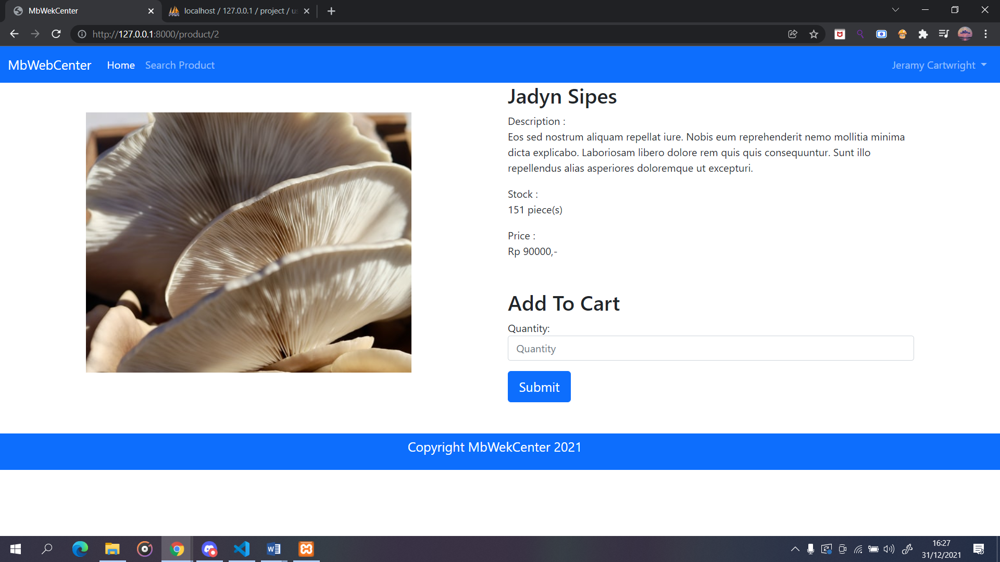 MbWekCenter
localhost / 127.0.0.1 / project / us
http://127.0.0.1:8000/product/2
MbWebCenter Home Search Product Jeramy Cartwright
Jadyn Sipes
Description :
Eos sed nostrum aliquam repellat iure. Nobis eum reprehenderit nemo mollitia minima
dicta explicabo. Laboriosam libero dolore rem quis quis consequuntur. Sunt illo
repellendus alias asperiores doloremque ut excepturi.
Stock :
151 piece(s)
Price :
Rp 90000,-
Add To Cart
Quantity:
Quantity
Submit
Copyright MbWekCenter 2021
16:27
31/12/2021